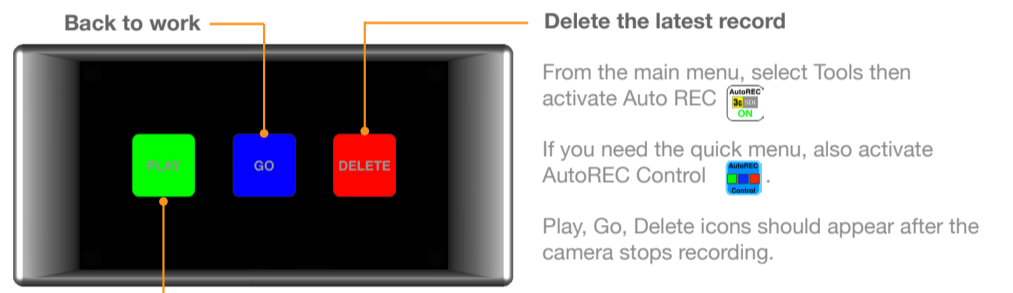 Back to work
Delete the latest record
From the main menu, select Tools then
activate Auto REC
AutoREC
3G SDI
ON
If you need the quick menu, also activate
AutoREC Control .
AutoREC
Control
Play, Go, Delete icons should appear after the
camera stops recording.
PLAY
GO
DELETE